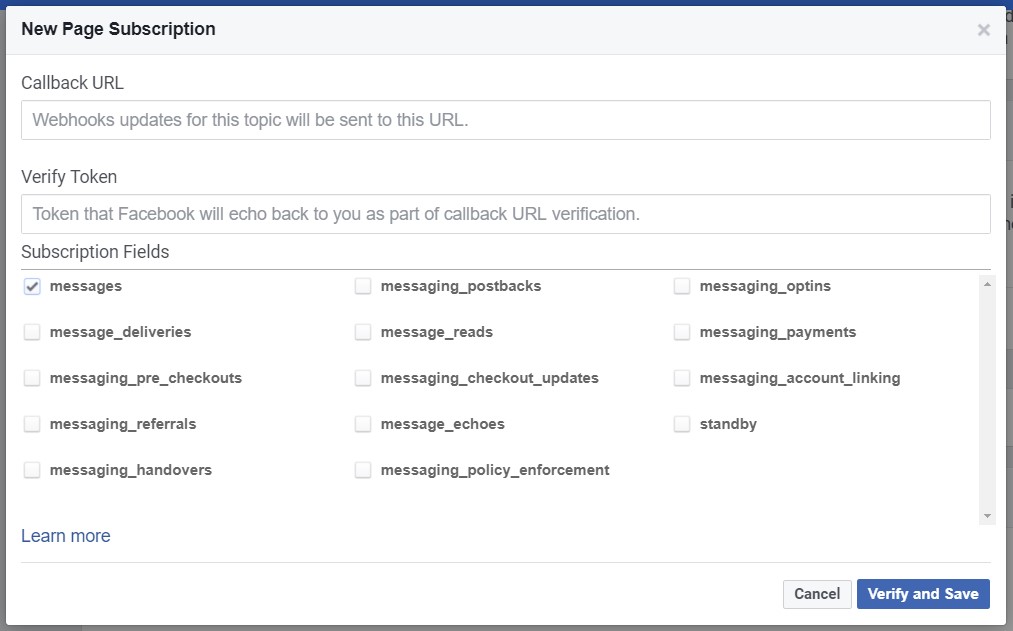 New Page Subscription
Callback URL
Webhooks updates for this topic will be sent to this URL.
Verify Token
Token that Facebook will echo back to you as part of callback URL verification.
Subscription Fields
messages messaging_postbacks messaging_optins
message_deliveries message_reads messaging_payments
messaging_pre_checkouts messaging_checkout_updates messaging_account_linking
messaging_referrals message_echoes standby
messaging_handovers messaging_policy_enforcement
Learn more
Cancel Verify and Save